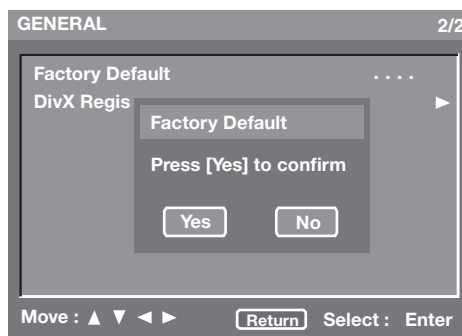 GENERAL 2/2
Factory Default . . . .
DivX Regis ▶
Factory Default
Press [Yes] to confirm
Yes No
Move : ▲ ▼ ◄ ► Return Select : Enter